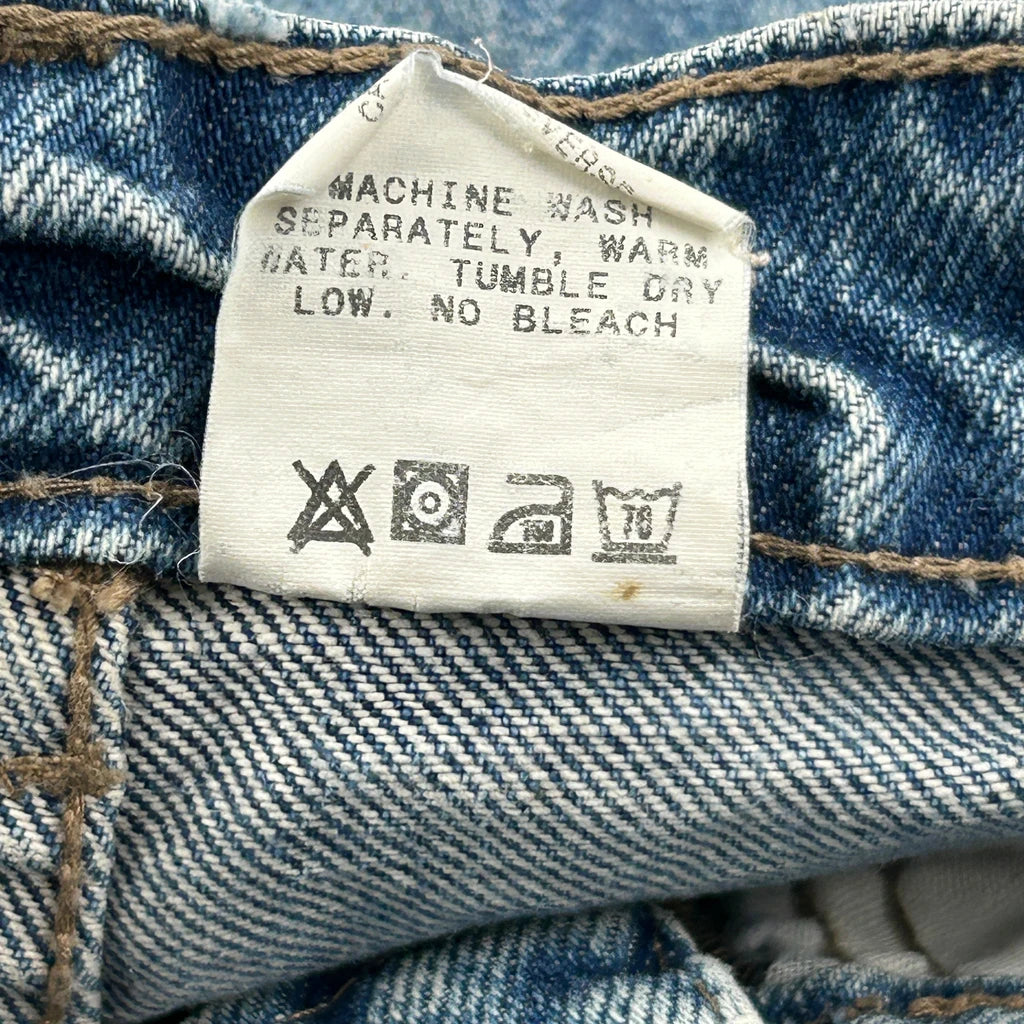 MACHINE WASH
SEPARATELY, WARM
WATER. TUMBLE DRY
LOW. NO BLEACH